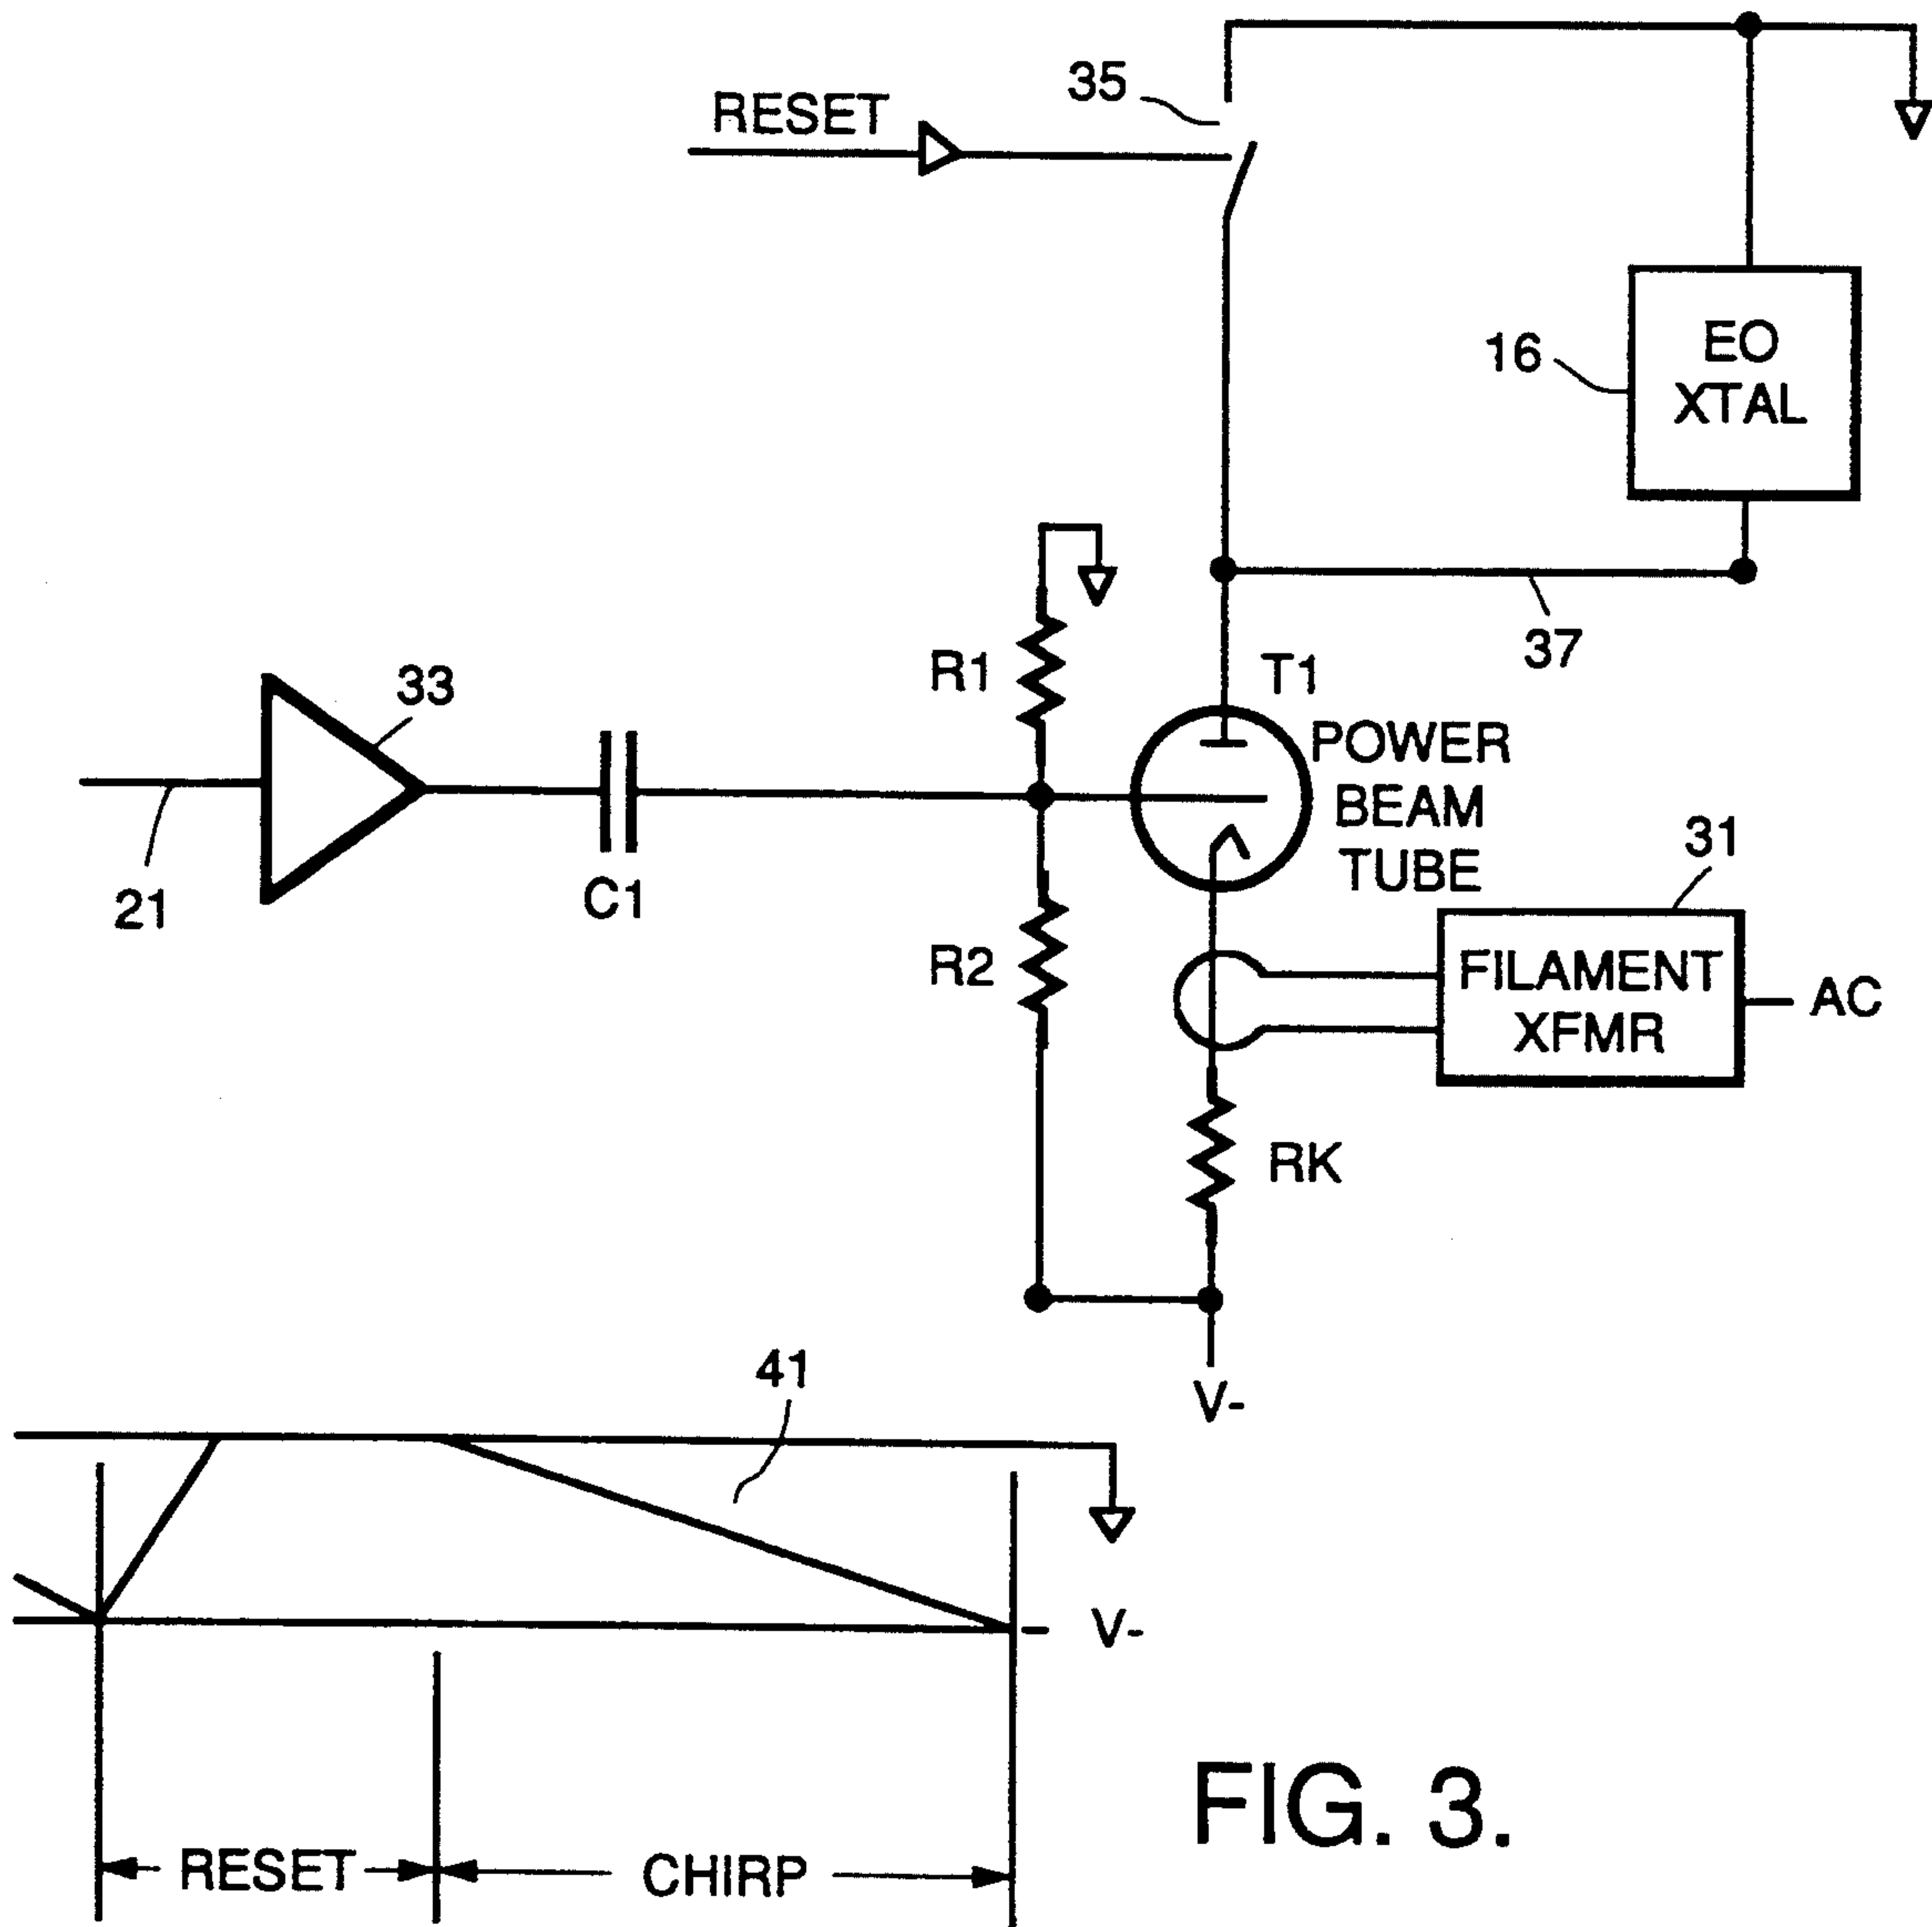 35
RESET
16
EO
XTAL
37
R1
T1
33
POWER
BEAM
TUBE
31
21
C1
R2
FILAMENT
XFMR
AC
RK
V-
41
V-
RESET
CHIRP
FIG. 3.